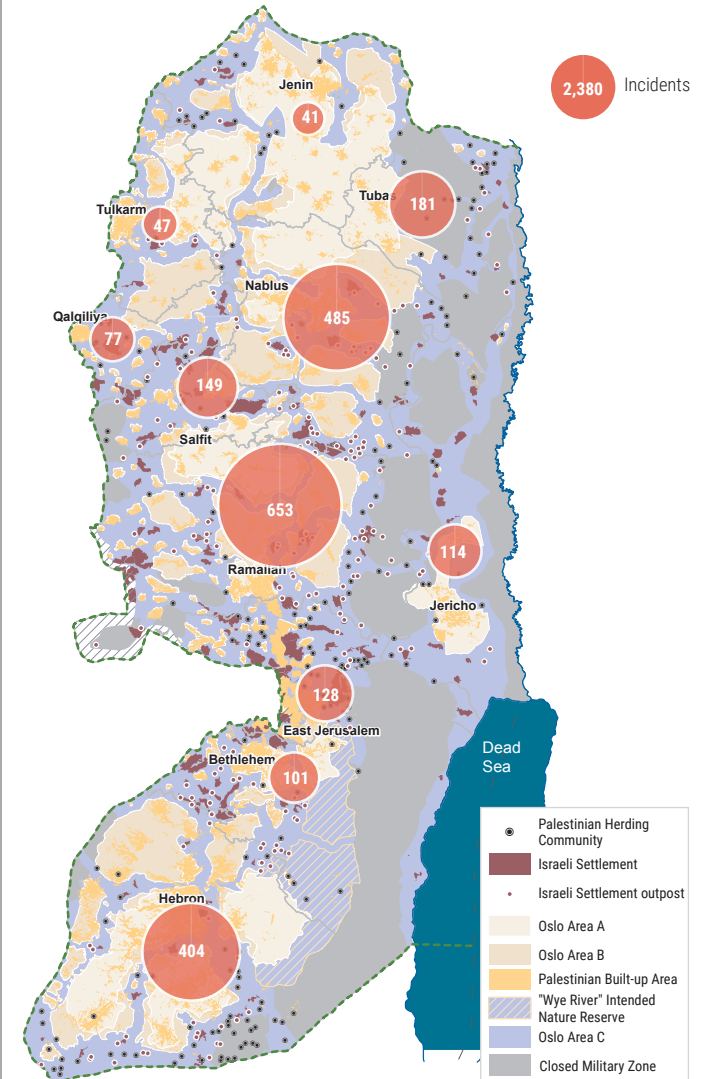 2,380
Incidents
Jenin
41
Tubas
181
Tulkarm
47
Nablus
485
Qalqiliya
77
149
Salfit
653
Ramallah
114
Jericho
128
East Jerusalem
Bethlehem
101
Dead
Sea
Hebron
404
Palestinian Herding
Community
Israeli Settlement
Israeli Settlement outpost
Oslo Area A
Oslo Area B
Palestinian Built-up Area
"Wye River" Intended
Nature Reserve
Oslo Area C
Closed Military Zone